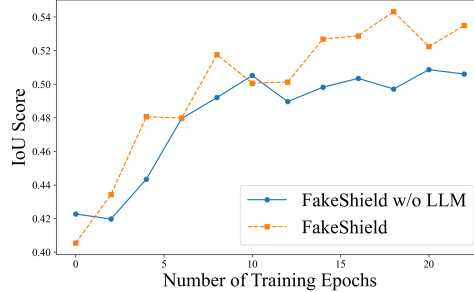 0.54
0.52
0.50
0.48
0.46
0.44
0.42
0.40
IoU Score
FakeShield w/o LLM
FakeShield
0 5 10 15 20
Number of Training Epochs